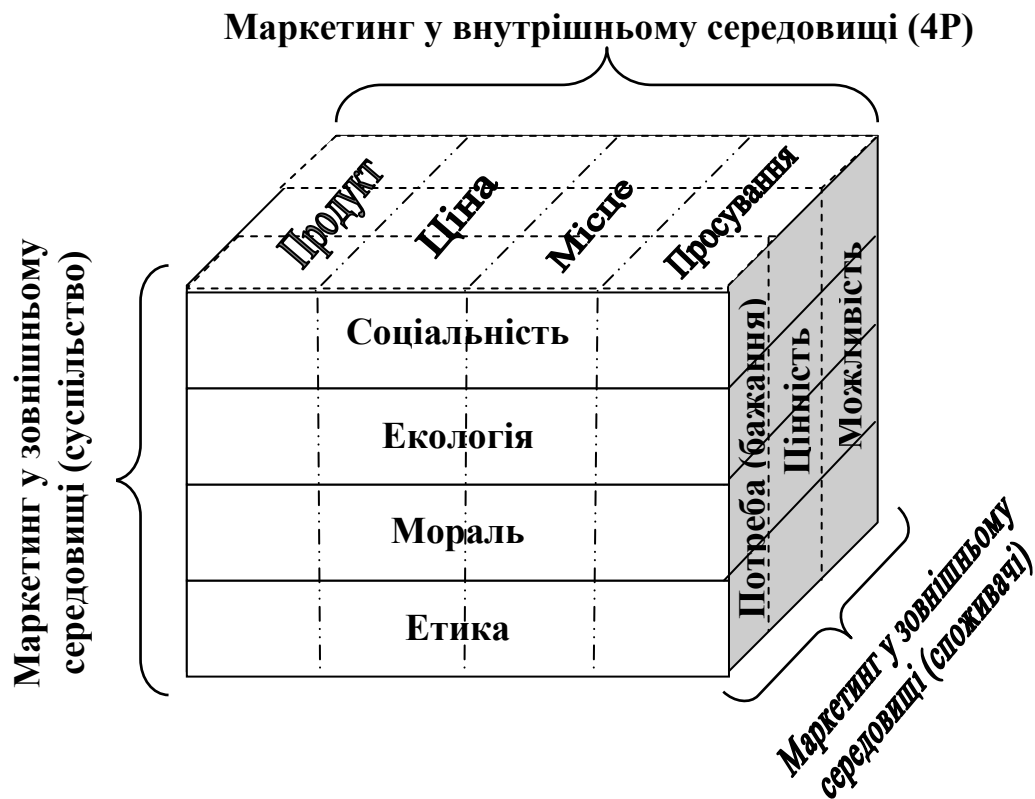 Маркетинг у внутрішньому середовищі (4Р)
Продукт
Ціна
Місце
Просування
Маркетинг у зовнішньому
середовищі (суспільство)
Соціальність
Екологія
Мораль
Етика
Потреба (бажання)
Цінність
Можливість
Маркетинг у зовнішньому
середовищі (споживачі)